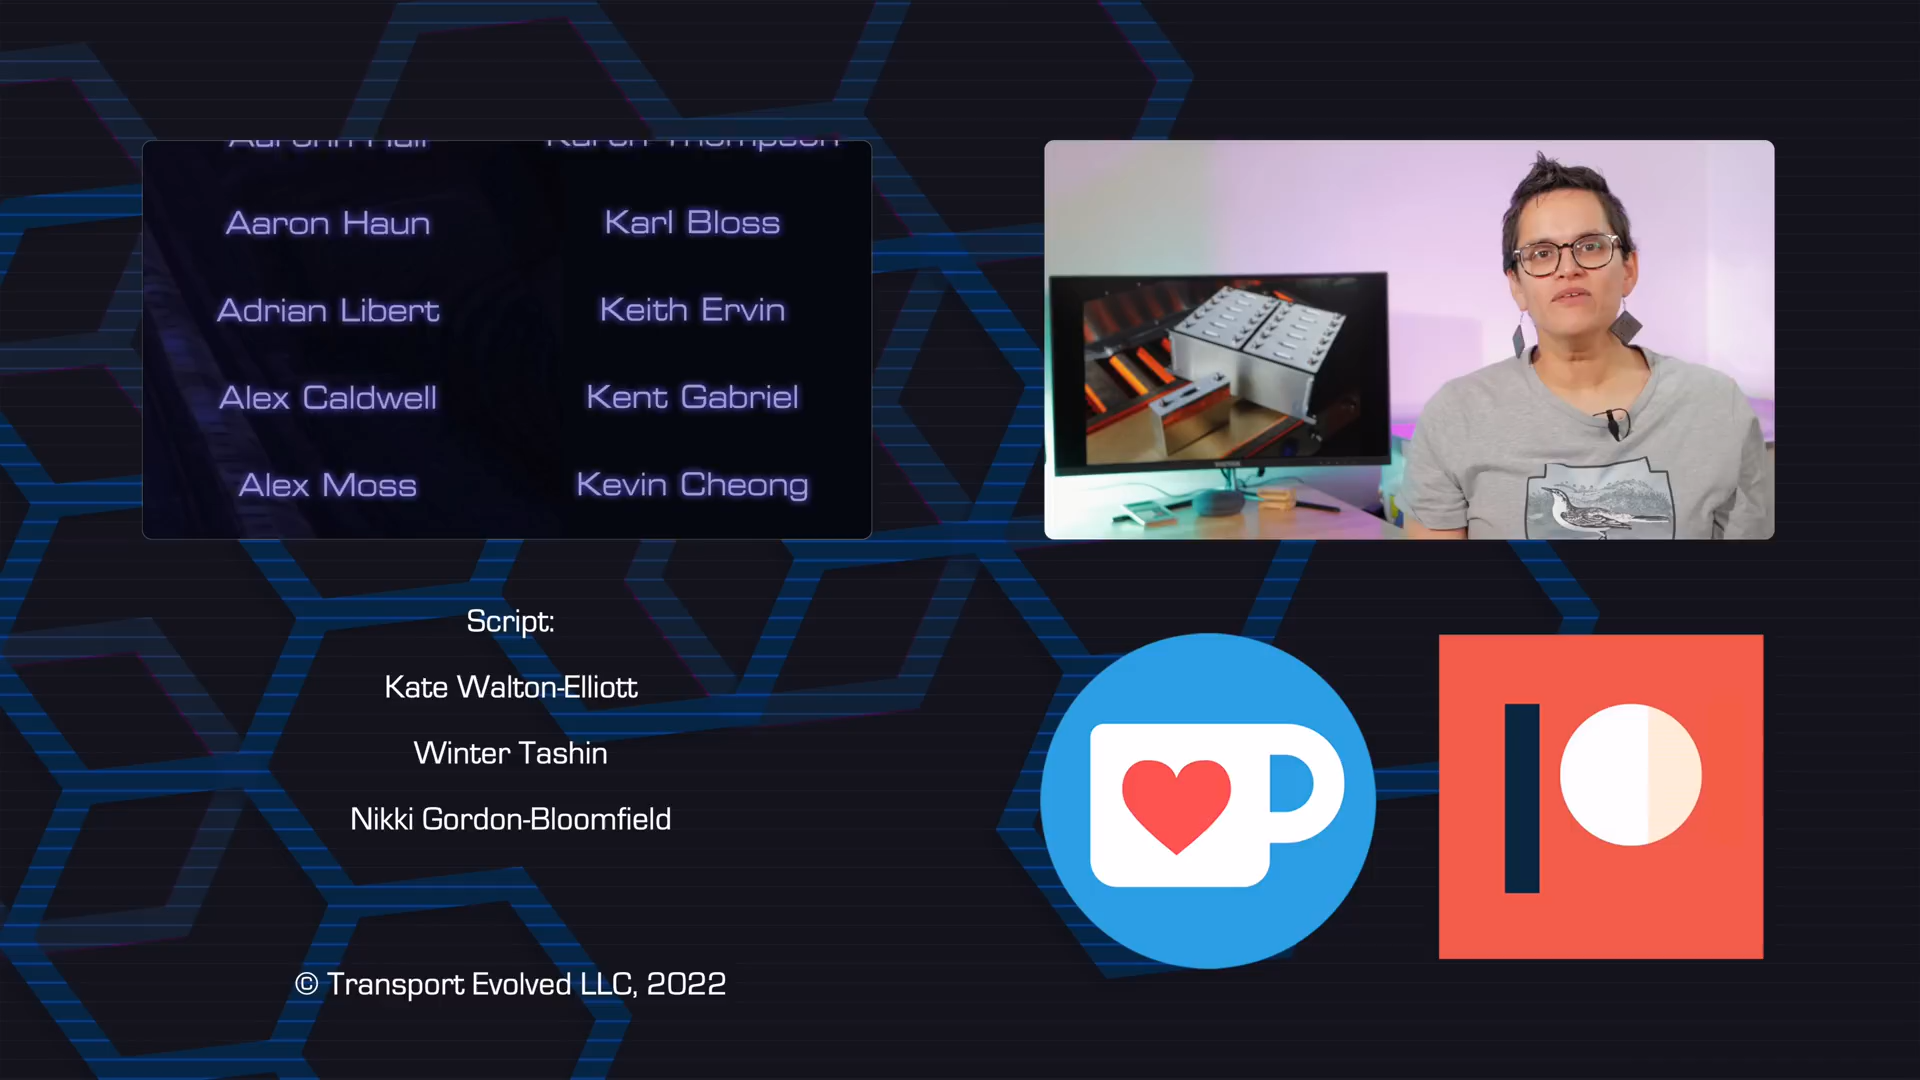 Aaron Haun
Karl Bloss
Adrian Libert
Keith Ervin
Alex Caldwell
Kent Gabriel
Alex Moss
Kevin Cheong
Script:
Kate Walton-Elliott
Winter Tashin
Nikki Gordon-Bloomfield
© Transport Evolved LLC, 2022